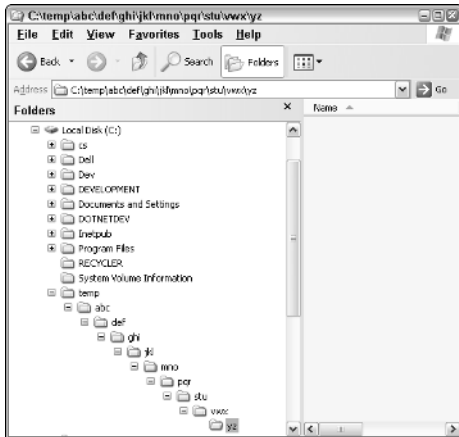 C:\temp\abc\def\ghi\jkl\mno\pqr\stu\vwx\yz
File Edit View Favorites Tools Help
Back Search Folders
Address C:\temp\abc\def\ghi\jkl\mno\pqr\stu\vwx\yz Go
Folders × Name
Local Disk (C:)
cs
Dell
Dev
DEVELOPMENT
Documents and Settings
DOTNETDEV
Inetpub
Program Files
RECYCLER
System Volume Information
temp
abc
def
ghi
jkl
mno
pqr
stu
vwx
yz